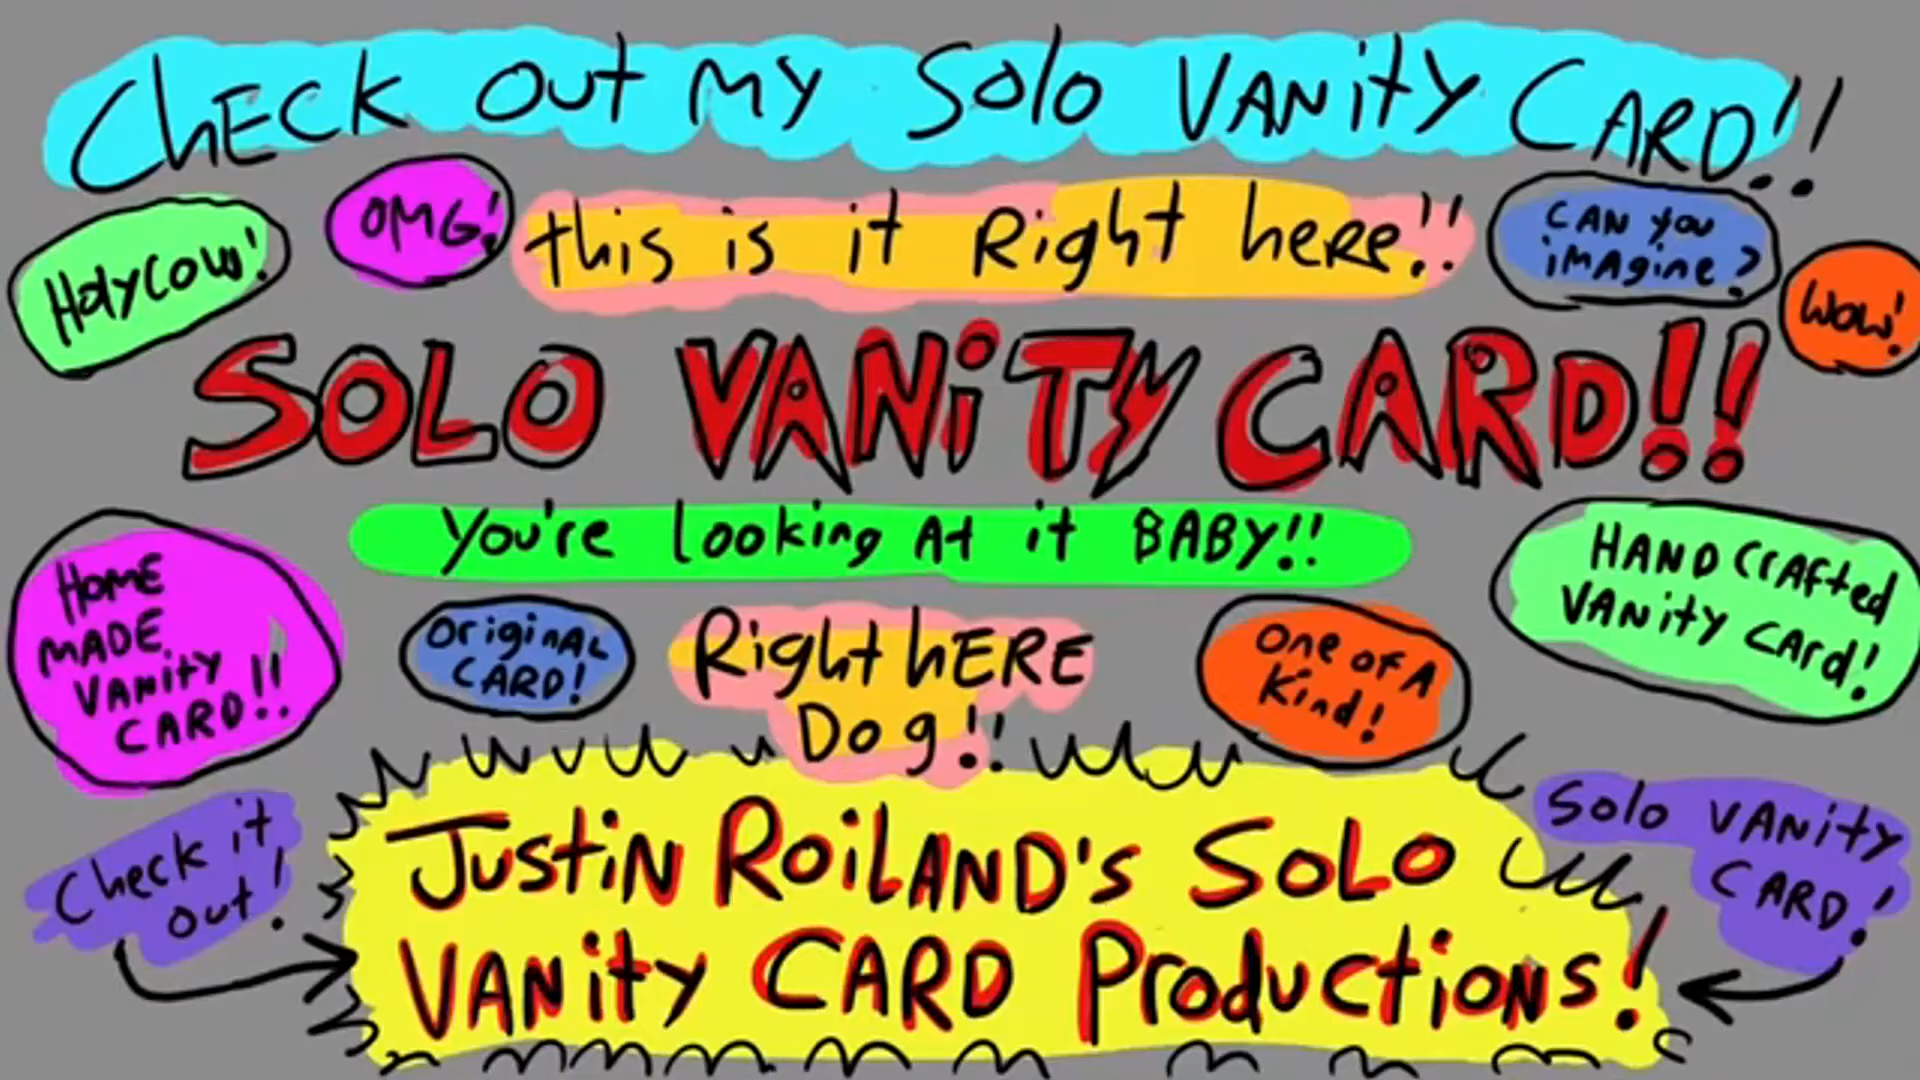 CHECK OUT MY SOLO VANiTY CARD!!
HOLYCOW!
OMG!
this is it Right here!!
CAN YOU
iMAgine?
WOW!
SOLO VANiTY CARD!!
You're looking At it BABY!!
HOME
MADE
VANiTY
CARD!!
OriginAL
CARD!
Right hERE
Dog!!
One oF A
Kind!
HAND CrAFted
VANity CArd!
Check it
out!
JustiN RoiLAND's SoLo
VANity CARD Productions!
Solo VANity
CARD!